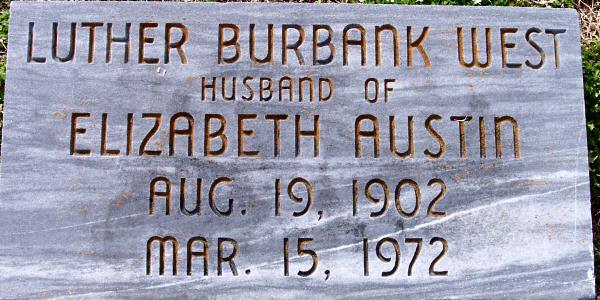 LUTHER BURBANK WEST
HUSBAND OF
ELIZABETH AUSTIN
AUG. 19, 1902
MAR. 15, 1972